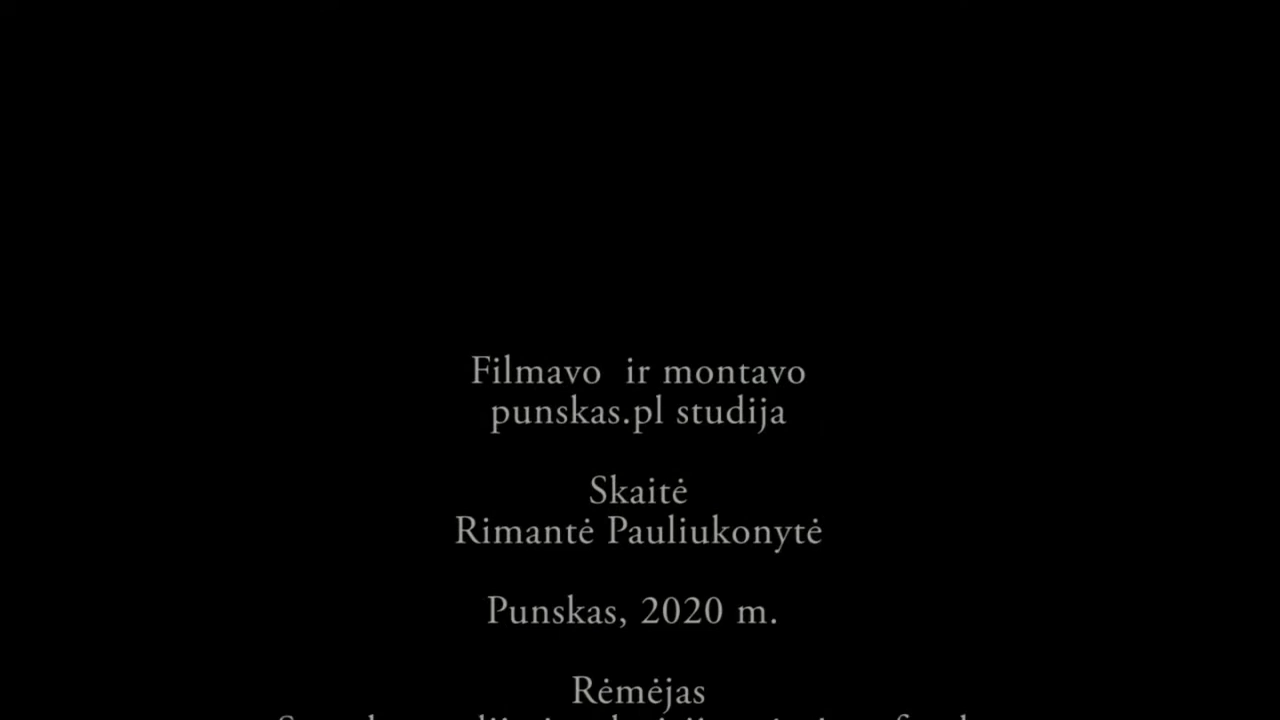 Filmavo ir montavo
punskas.pl studija
Skaitė
Rimantė Pauliukonytė
Punskas, 2020 m.
Rėmėjas